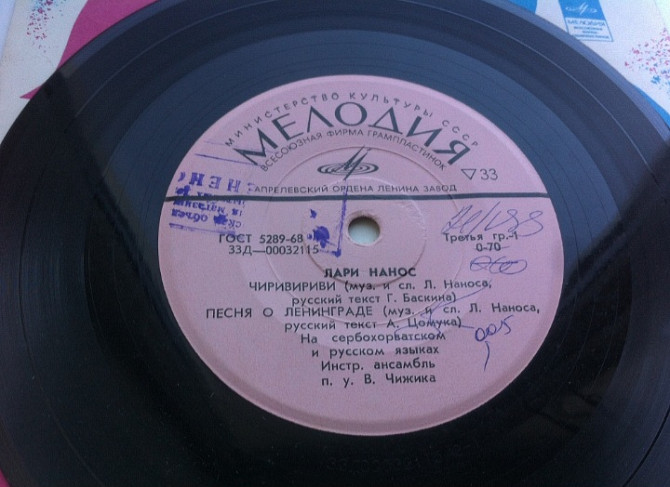 МИНИСТЕРСТВО КУЛЬТУРЫ СССР
МЕЛОДИЯ
ВСЕСОЮЗНАЯ ФИРМА ГРАМПЛАСТИНОК
▽33
АПРЕЛЕВСКИЙ ОРДЕНА ЛЕНИНА ЗАВОД
ГОСТ 5289-68
33Д—00032115
Третья гр.-1
0-70
ЛАРИ НАНОС
ЧИРИВИРИВИ (муз. и сл. Л. Наноса,
русский текст Г. Баскина)
ПЕСНЯ О ЛЕНИНГРАДЕ (муз. и сл. Л. Наноса,
русский текст А. Цомука)
На сербохорватском
и русском языках
Инстр. ансамбль
п. у. В. Чижика
005